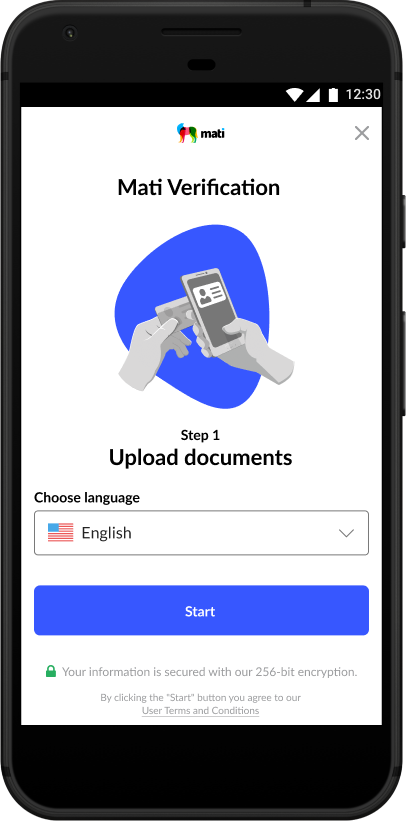 12:30
mati
Mati Verification
Step 1
Upload documents
Choose language
English
Start
Your information is secured with our 256-bit encryption.
By clicking the "Start" button you agree to our
User Terms and Conditions